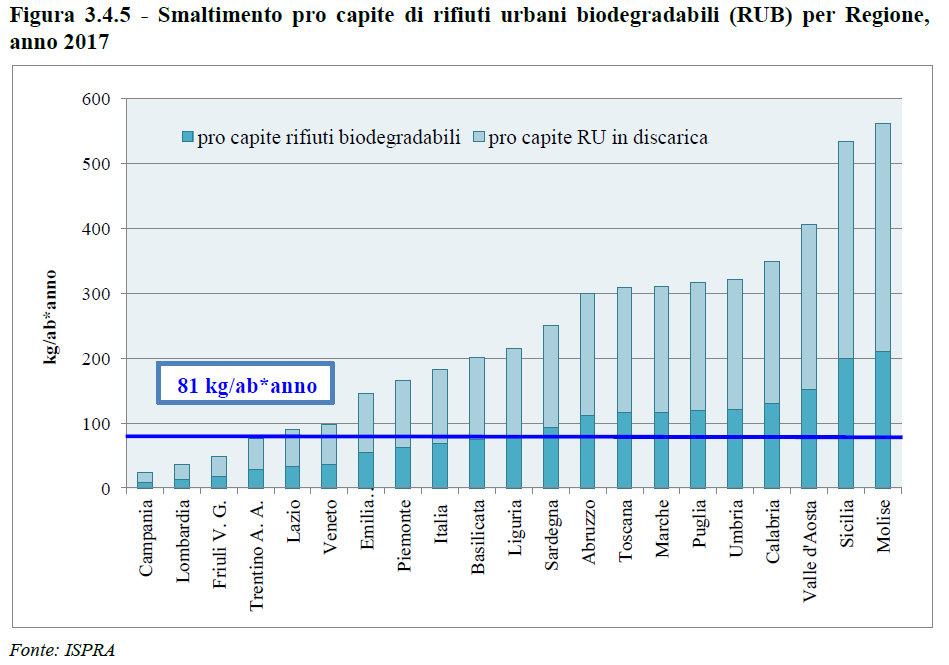 Figura 3.4.5 - Smaltimento pro capite di rifiuti urbani biodegradabili (RUB) per Regione,
anno 2017
600
500
400
300
200
100
0
kg/ab*anno
pro capite rifiuti biodegradabili
pro capite RU in discarica
81 kg/ab*anno
Campania
Lombardia
Friuli V. G.
Trentino A. A.
Lazio
Veneto
Emilia…
Piemonte
Italia
Basilicata
Liguria
Sardegna
Abruzzo
Toscana
Marche
Puglia
Umbria
Calabria
Valle d'Aosta
Sicilia
Molise
Fonte: ISPRA